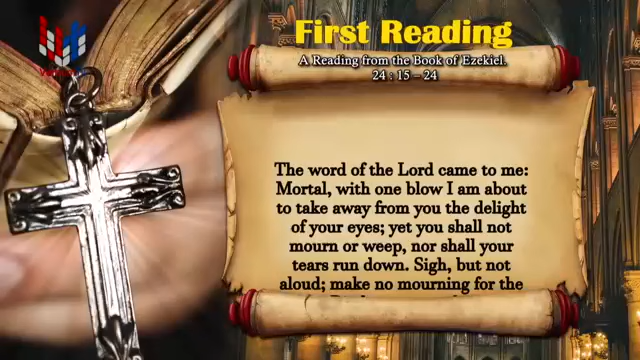 First Reading
A Reading from the Book of Ezekiel.
24 : 15 – 24
The word of the Lord came to me:
Mortal, with one blow I am about
to take away from you the delight
of your eyes; yet you shall not
mourn or weep, nor shall your
tears run down. Sigh, but not
aloud; make no mourning for the